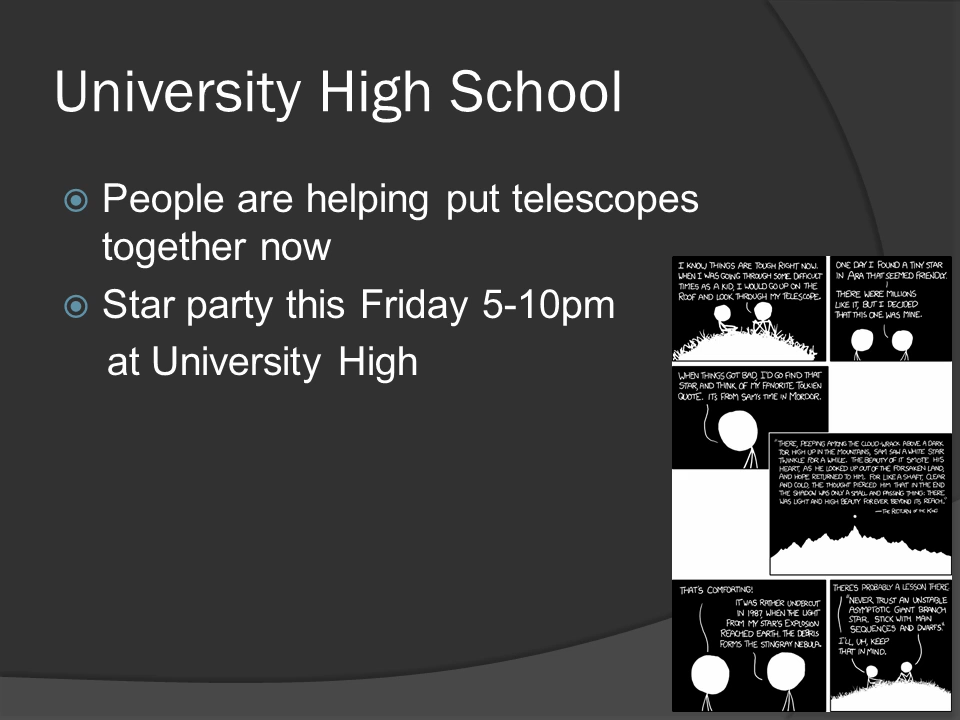 University High School
People are helping put telescopes
together now
Star party this Friday 5-10pm
at University High
I KNOW THINGS ARE TOUGH RIGHT NOW.
WHEN I WAS GOING THROUGH SOME DIFFICULT
TIMES AS A KID, I WOULD GO UP ON THE
ROOF AND LOOK THROUGH MY TELESCOPE.
ONE DAY I FOUND A TINY STAR
IN ARA THAT SEEMED FRIENDLY.
THERE WERE MILLIONS
LIKE IT, BUT I DECIDED
THAT THIS ONE WAS MINE.
WHEN THINGS GOT BAD, I'D GO FIND THAT
STAR, AND THINK OF MY FAVORITE TOLKIEN
QUOTE. IT'S FROM SAM'S TIME IN MORDOR.
"THERE, PEEPING AMONG THE CLOUD-WRACK ABOVE A DARK
TOR HIGH UP IN THE MOUNTAINS, SAM SAW A WHITE STAR
TWINKLE FOR A WHILE. THE BEAUTY OF IT SMOTE HIS
HEART, AS HE LOOKED UP OUT OF THE FORSAKEN LAND,
AND HOPE RETURNED TO HIM. FOR LIKE A SHAFT, CLEAR
AND COLD, THE THOUGHT PIERCED HIM THAT IN THE END
THE SHADOW WAS ONLY A SMALL AND PASSING THING: THERE
WAS LIGHT AND HIGH BEAUTY FOREVER BEYOND ITS REACH."
—THE RETURN OF THE KING
THAT'S COMFORTING!
IT WAS RATHER UNDERCUT
IN 1987, WHEN THE LIGHT
FROM MY STAR'S EXPLOSION
REACHED EARTH. THE DEBRIS
FORMS THE STINGRAY NEBULA.
THERE'S PROBABLY A LESSON THERE.
"NEVER TRUST AN UNSTABLE
ASYMPTOTIC GIANT BRANCH
STAR. STICK WITH MAIN
SEQUENCES AND DWARFS."
I'LL, UH, KEEP
THAT IN MIND.